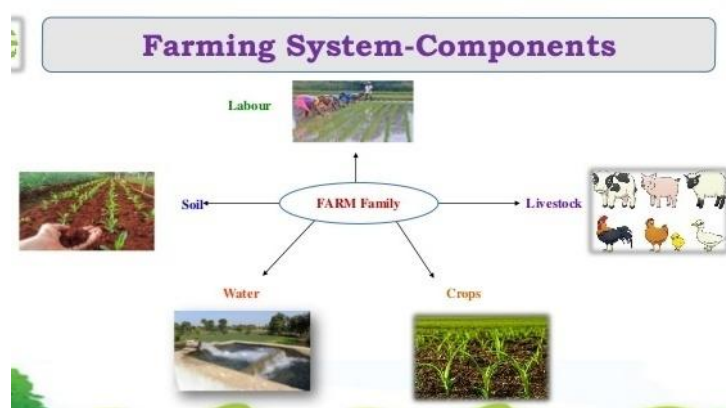 Farming System-Components
Labour
Soil
FARM Family
Livestock
Water
Crops